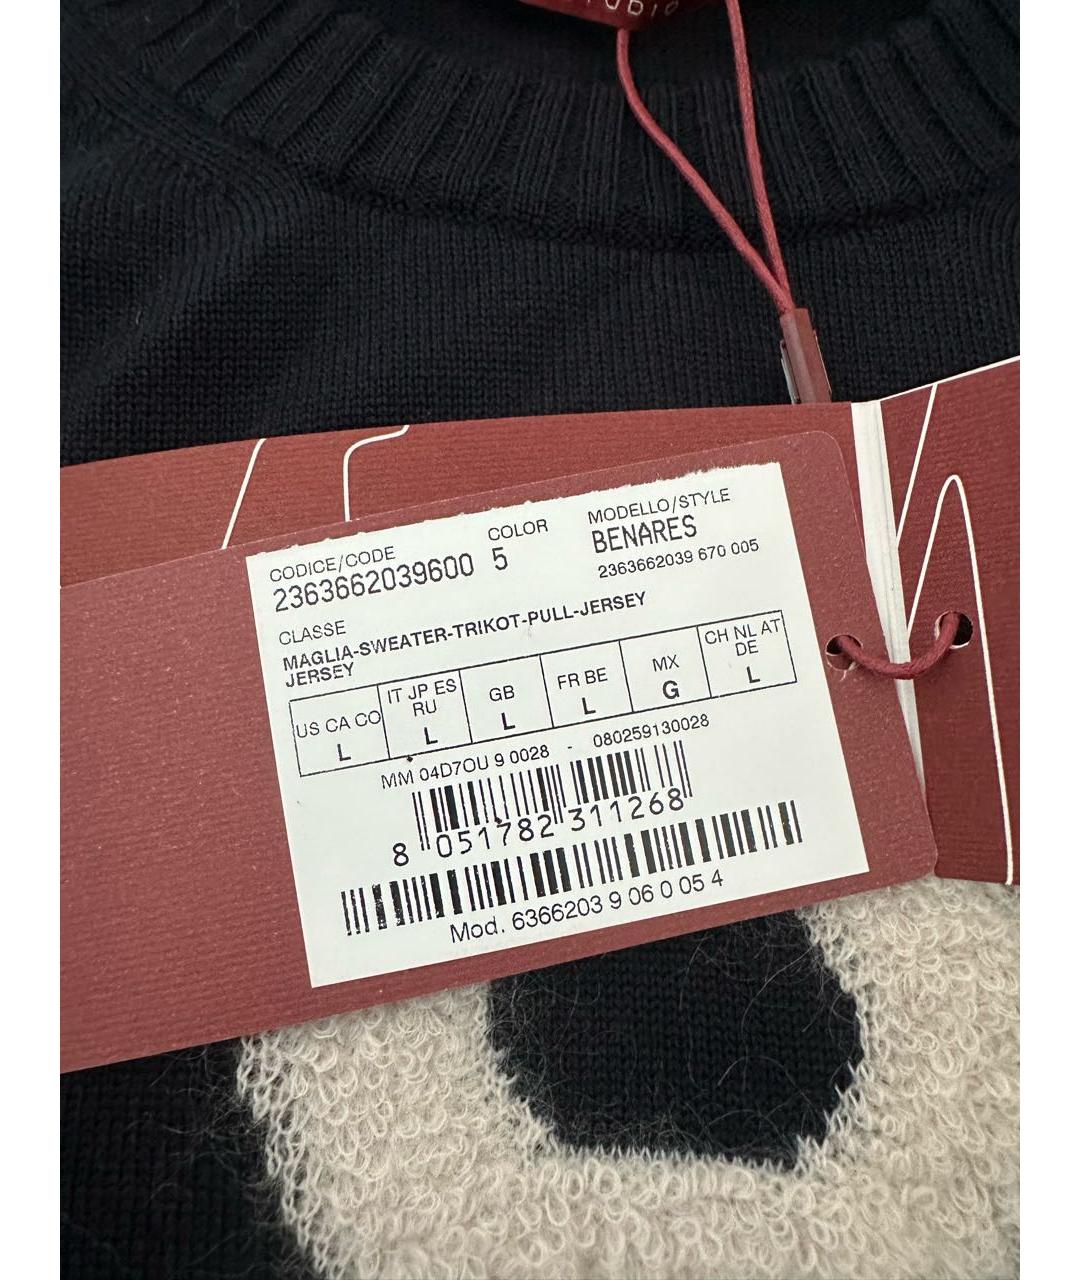 CODICE/CODE
2363662039600
COLOR
5
MODELLO/STYLE
BENARES
2363662039 670 005
CLASSE
MAGLIA-SWEATER-TRIKOT-PULL-JERSEY
JERSEY
US CA CO
L
IT JP ES
RU
L
GB
L
FR BE
L
MX
G
CH NL AT
DE
L
MM 04D7OU 9 0028 - 080259130028
8 051782 311268
Mod. 6366203 9 06 0 05 4